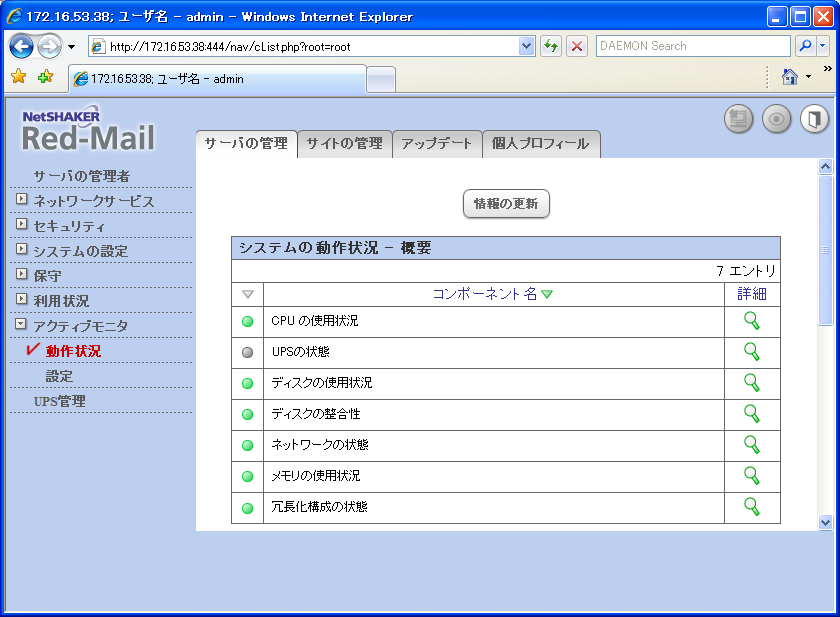 172.16.53.38; ユーザ名 - admin - Windows Internet Explorer
http://172.16.53.38:444/nav/cList.php?root=root
DAEMON Search
172.16.53.38; ユーザ名 - admin
NetSHAKER
Red-Mail
サーバの管理
サイトの管理
アップデート
個人プロフィール
サーバの管理者
ネットワークサービス
セキュリティ
システムの設定
保守
利用状況
アクティブモニタ
動作状況
設定
UPS管理
情報の更新
システムの動作状況 - 概要
7 エントリ
コンポーネント名 詳細
CPU の使用状況
UPSの状態
ディスクの使用状況
ディスクの整合性
ネットワークの状態
メモリの使用状況
冗長化構成の状態